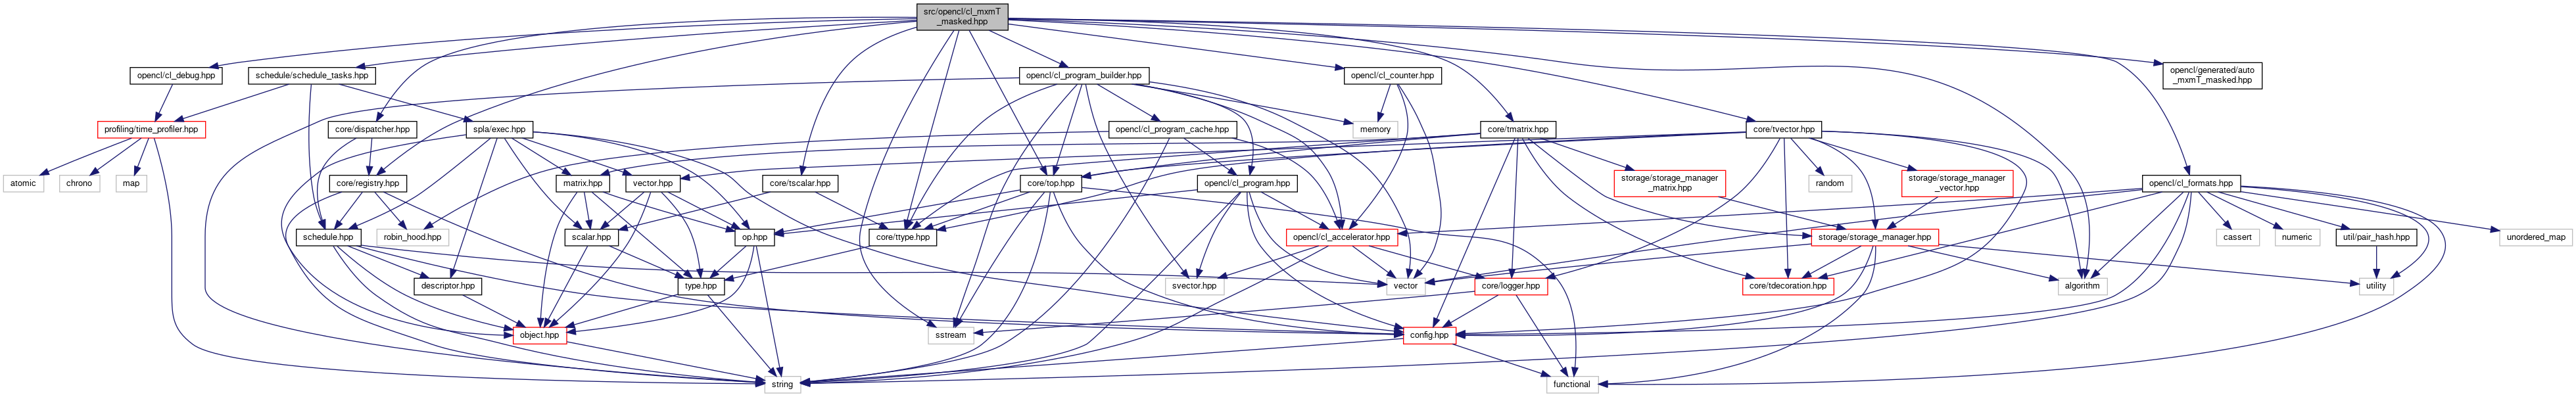 src/opencl/cl_mxmT
_masked.hpp
opencl/cl_debug.hpp
schedule/schedule_tasks.hpp
opencl/cl_program_builder.hpp
opencl/cl_counter.hpp
opencl/generated/auto
_mxmT_masked.hpp
profiling/time_profiler.hpp
core/dispatcher.hpp
spla/exec.hpp
opencl/cl_program_cache.hpp
memory
core/tmatrix.hpp
core/tvector.hpp
atomic
chrono
map
core/registry.hpp
matrix.hpp
vector.hpp
core/tscalar.hpp
core/top.hpp
opencl/cl_program.hpp
storage/storage_manager
_matrix.hpp
random
storage/storage_manager
_vector.hpp
opencl/cl_formats.hpp
schedule.hpp
robin_hood.hpp
scalar.hpp
op.hpp
core/ttype.hpp
opencl/cl_accelerator.hpp
storage/storage_manager.hpp
cassert
numeric
util/pair_hash.hpp
unordered_map
descriptor.hpp
type.hpp
svector.hpp
vector
core/logger.hpp
core/tdecoration.hpp
algorithm
utility
object.hpp
sstream
config.hpp
string
functional